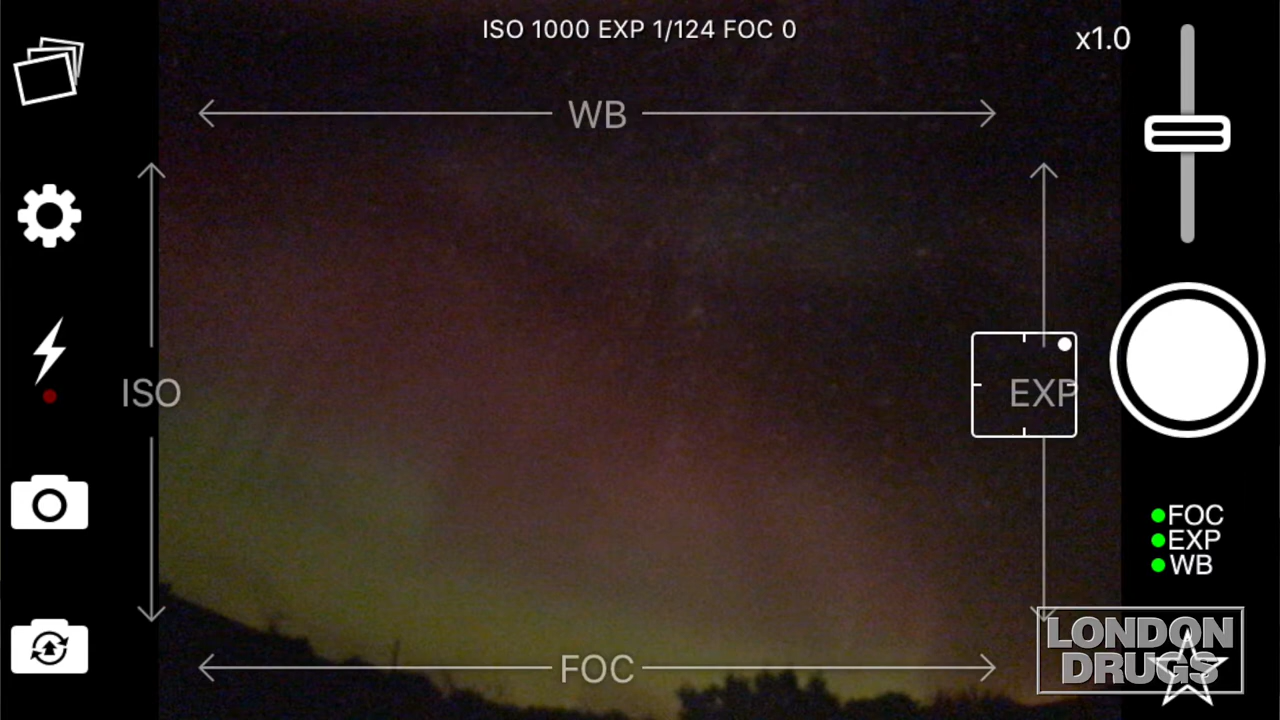 ISO 1000 EXP 1/124 FOC 0
x1.0
WB
ISO
EXP
FOC
EXP
WB
FOC
LONDON
DRUGS